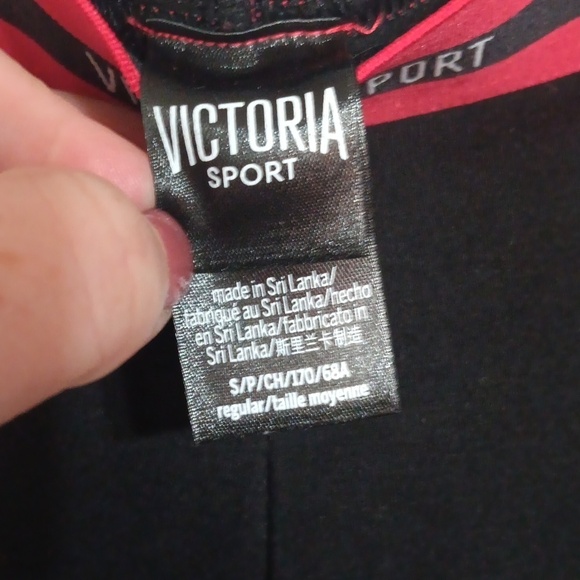 V
PORT
VICTORIA
SPORT
made in Sri Lanka/
fabriqué au Sri Lanka/hecho
en Sri Lanka/fabbricato in
Sri Lanka/斯里兰卡制造
S/P/CH/170/68A
regular/taille moyenne